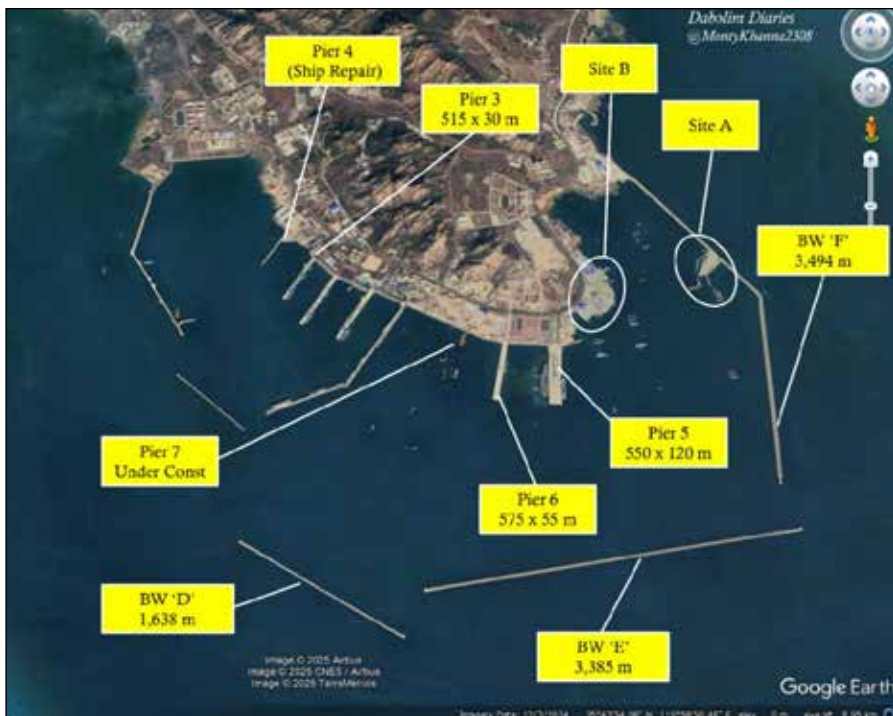 Dabolim Diaries
@MontyKhanna2308
Pier 4
(Ship Repair)
Site B
Pier 3
515 x 30 m
Site A
BW 'F'
3,494 m
Pier 7
Under Const
Pier 5
550 x 120 m
Pier 6
575 x 55 m
BW 'D'
1,638 m
BW 'E'
3,385 m
Image © 2025 Airbus
Image © 2025 CNES / Airbus
Image © 2025 TerraMetrics
Google Earth
Imagery Date: